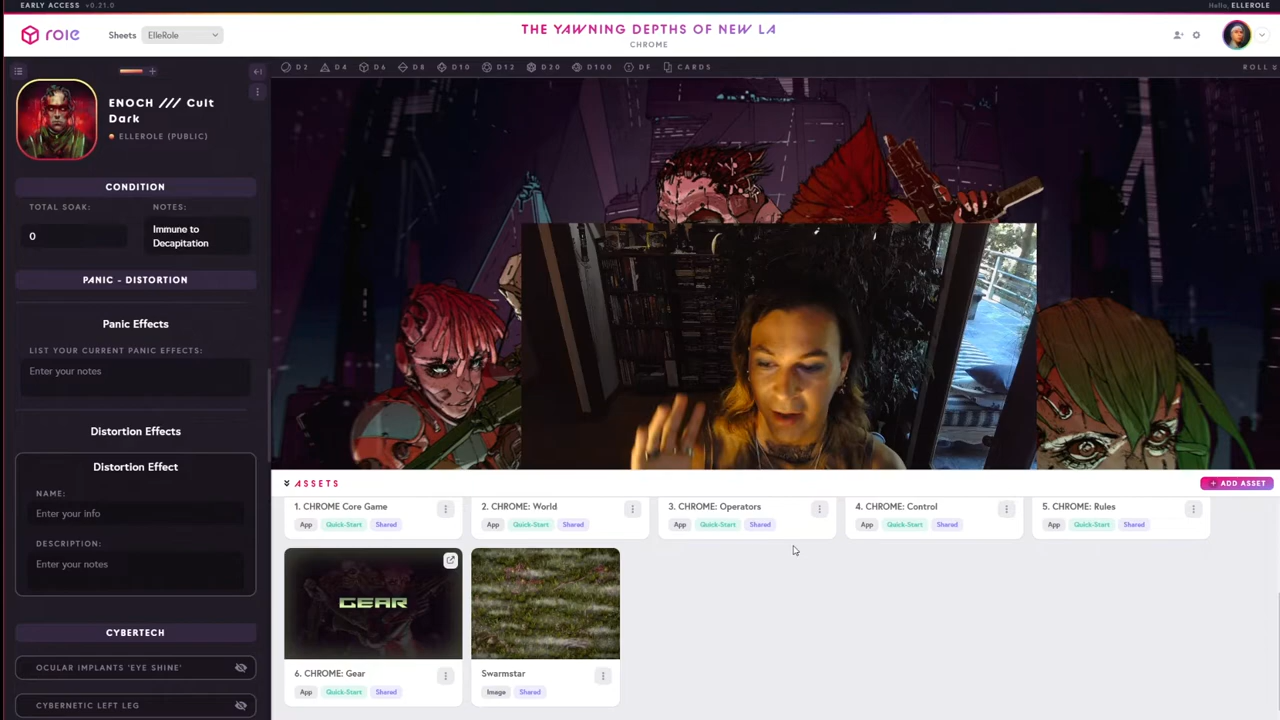 EARLY ACCESS v0.21.0
Hello, ELLEROLE
role
Sheets
ElleRole
THE YAWNING DEPTHS OF NEW LA
CHROME
D2
D4
D6
D8
D10
D12
D20
D100
DF
CARDS
ROLL
ENOCH /// Cult
Dark
ELLEROLE (PUBLIC)
CONDITION
TOTAL SOAK:
NOTES:
0
Immune to
Decapitation
PANIC - DISTORTION
Panic Effects
LIST YOUR CURRENT PANIC EFFECTS:
Enter your notes
Distortion Effects
Distortion Effect
NAME:
Enter your info
DESCRIPTION:
Enter your notes
CYBERTECH
OCULAR IMPLANTS 'EYE SHINE'
CYBERNETIC LEFT LEG
ASSETS
+ ADD ASSET
1. CHROME Core Game
App Quick-Start Shared
2. CHROME: World
App Quick-Start Shared
3. CHROME: Operators
App Quick-Start Shared
4. CHROME: Control
App Quick-Start Shared
5. CHROME: Rules
App Quick-Start Shared
GEAR
6. CHROME: Gear
App Quick-Start Shared
Swarmstar
Image Shared